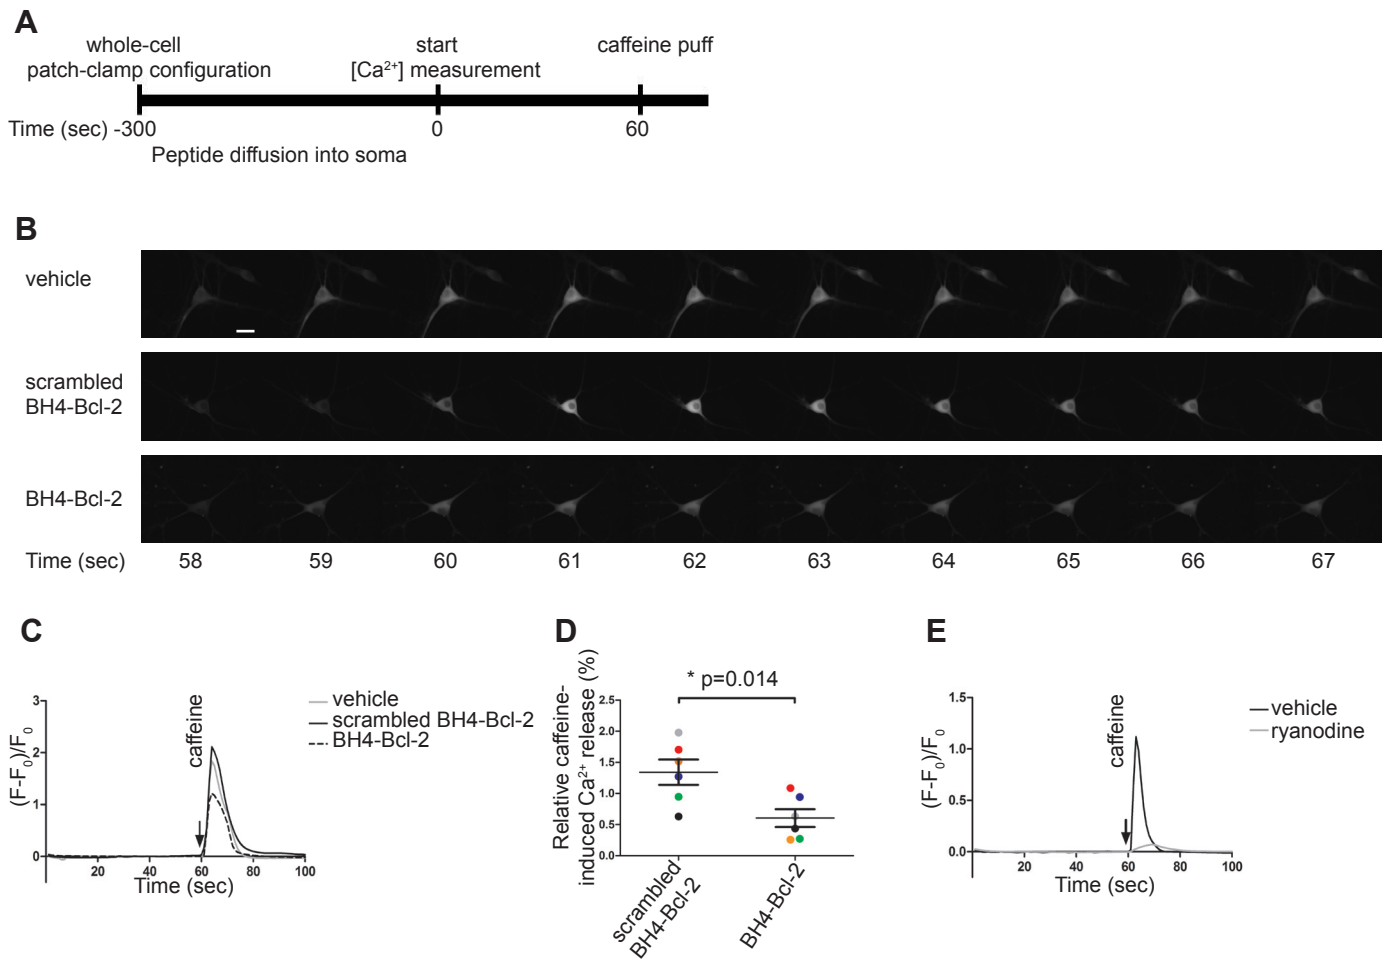 A
whole-cell
patch-clamp configuration
start
[Ca²⁺] measurement
caffeine puff
Time (sec) -300
0
60
Peptide diffusion into soma
B
vehicle
scrambled
BH4-Bcl-2
BH4-Bcl-2
Time (sec) 58 59 60 61 62 63 64 65 66 67
C
(F-F₀)/F₀
3
2
1
0
20 40 60 80 100
Time (sec)
caffeine
vehicle
scrambled BH4-Bcl-2
BH4-Bcl-2
D
Relative caffeine-
induced Ca²⁺ release (%)
* p=0.014
2.5
2.0
1.5
1.0
0.5
0.0
scrambled
BH4-Bcl-2
BH4-Bcl-2
E
(F-F₀)/F₀
1.5
1.0
0.5
0.0
20 40 60 80 100
Time (sec)
caffeine
vehicle
ryanodine